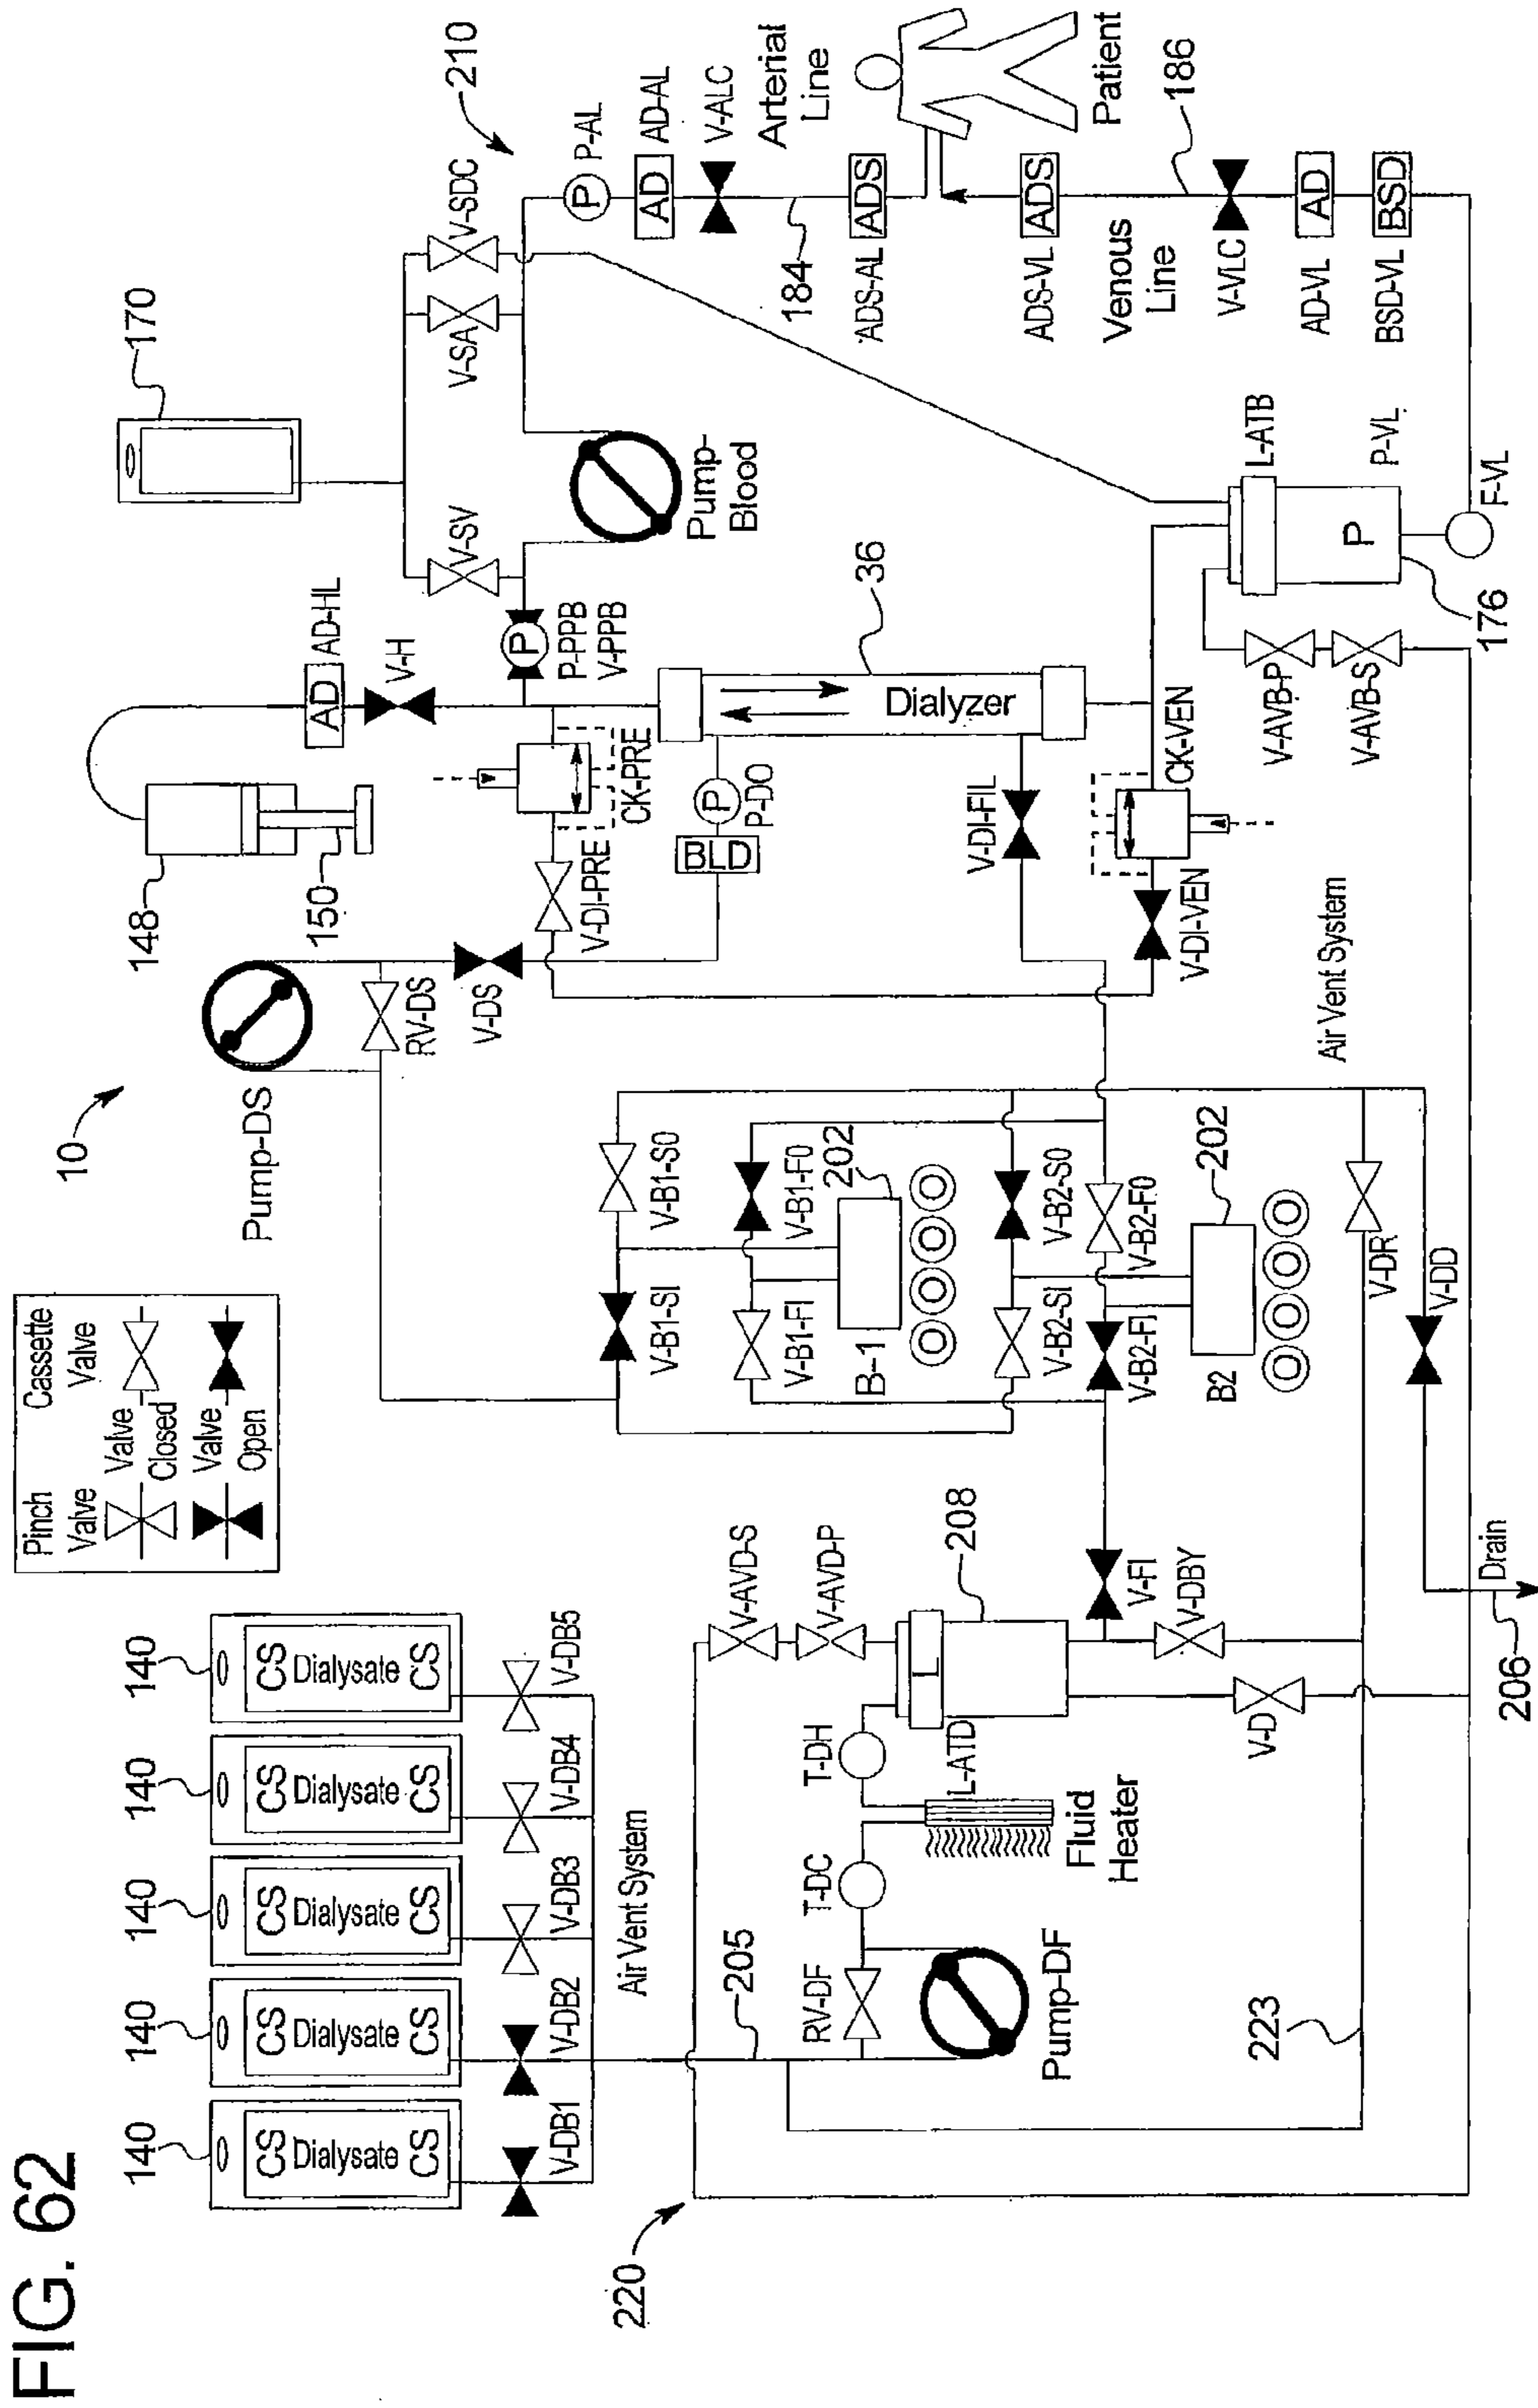 FIG. 62
Pinch
Valve
Cassette
Valve
Valve
Closed
Valve
Open
10
140
140
140
140
140
CS Dialysate CS
CS Dialysate CS
CS Dialysate CS
CS Dialysate CS
CS Dialysate CS
V-DB1
V-DB2
V-DB3
V-DB4
V-DB5
Air Vent System
220
205
RV-DF
Pump-DF
T-DC
Fluid
Heater
T-DH
L-ATD
L
V-AVD-S
V-AVD-P
208
V-FI
V-DBY
V-D
223
206
Drain
Pump-DS
RV-DS
V-DS
V-B1-SI
V-B1-S0
V-B1-FI
V-B1-F0
B-1
202
V-B2-SI
V-B2-S0
V-B2-FI
V-B2-F0
B2
202
V-DR
V-DD
Air Vent System
148
150
AD
AD-HL
V-H
CK-PRE
V-DI-PRE
BLD
P
P-DO
V-DI-FIL
V-DI-VEN
CK-VEN
Dialyzer
36
P
P-PPB
V-PPB
170
V-SV
V-SA
V-SDC
210
Pump-
Blood
P
P-AL
AD
AD-AL
V-ALC
Arterial
Line
184
ADS
ADS-AL
Patient
ADS
ADS-VL
Venous
Line
186
V-VLC
AD
AD-VL
BSD
BSD-VL
L-ATB
P
P-VL
F-VL
176
V-AVB-P
V-AVB-S